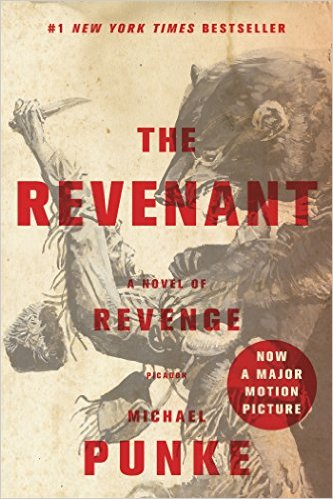 #1 NEW YORK TIMES BESTSELLER
THE
REVENANT
A NOVEL OF
REVENGE
PICADOR
MICHAEL
PUNKE
NOW
A MAJOR
MOTION
PICTURE